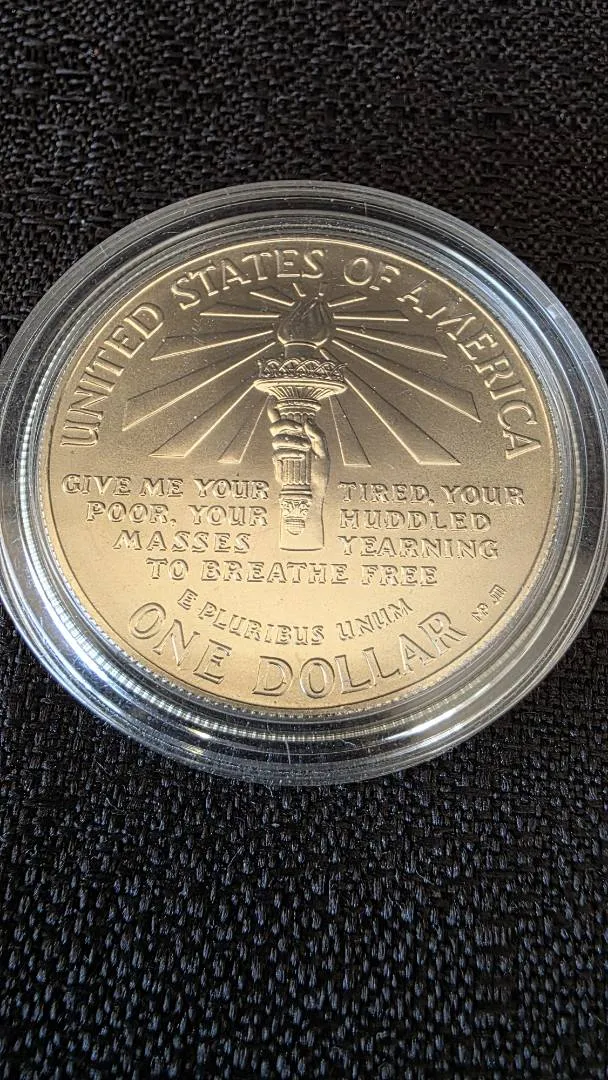 UNITED STATES OF AMERICA
GIVE ME YOUR TIRED, YOUR
POOR, YOUR HUDDLED
MASSES YEARNING
TO BREATHE FREE
E PLURIBUS UNUM
ONE DOLLAR